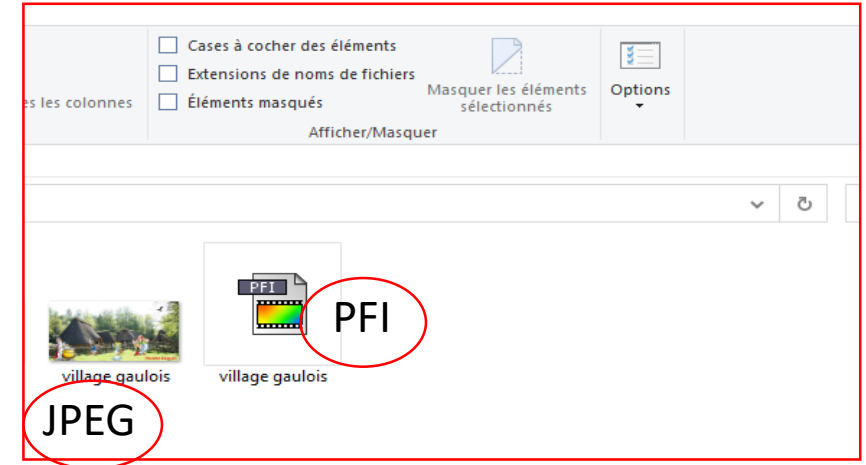 Cases à cocher des éléments
Extensions de noms de fichiers
Éléments masqués
es les colonnes
Masquer les éléments
sélectionnés
Options
Afficher/Masquer
PFI
PFI
village gaulois
village gaulois
JPEG